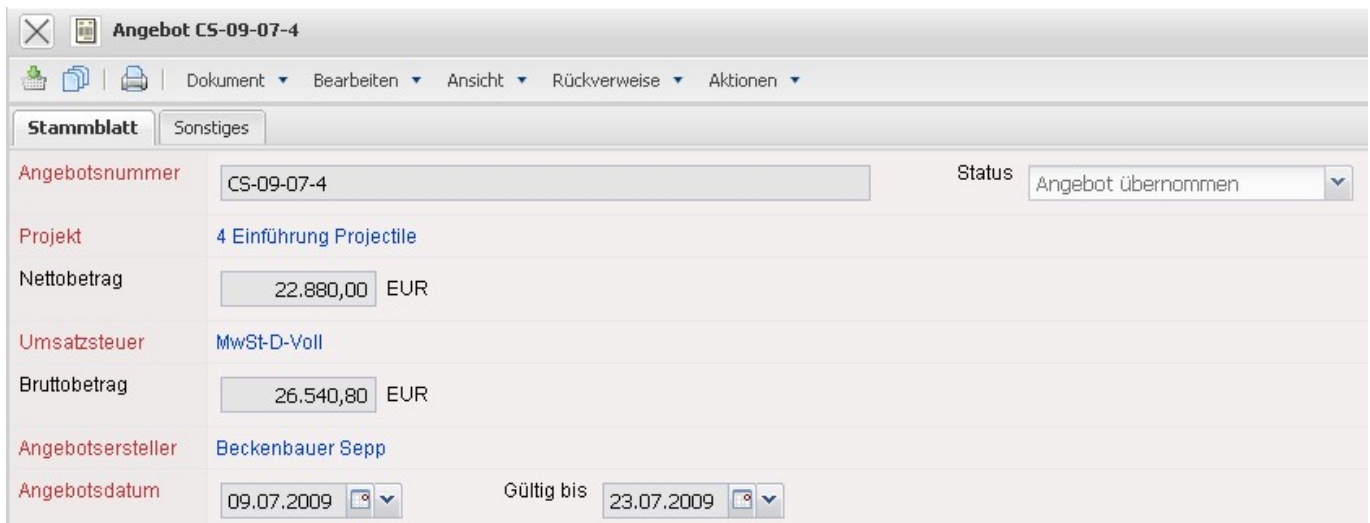 Angebot CS-09-07-4
Dokument Bearbeiten Ansicht Rückverweise Aktionen
Stammblatt Sonstiges
Angebotsnummer CS-09-07-4 Status Angebot übernommen
Projekt 4 Einführung Projectile
Nettobetrag 22.880,00 EUR
Umsatzsteuer MwSt-D-Voll
Bruttobetrag 26.540,80 EUR
Angebotsersteller Beckenbauer Sepp
Angebotsdatum 09.07.2009 Gültig bis 23.07.2009